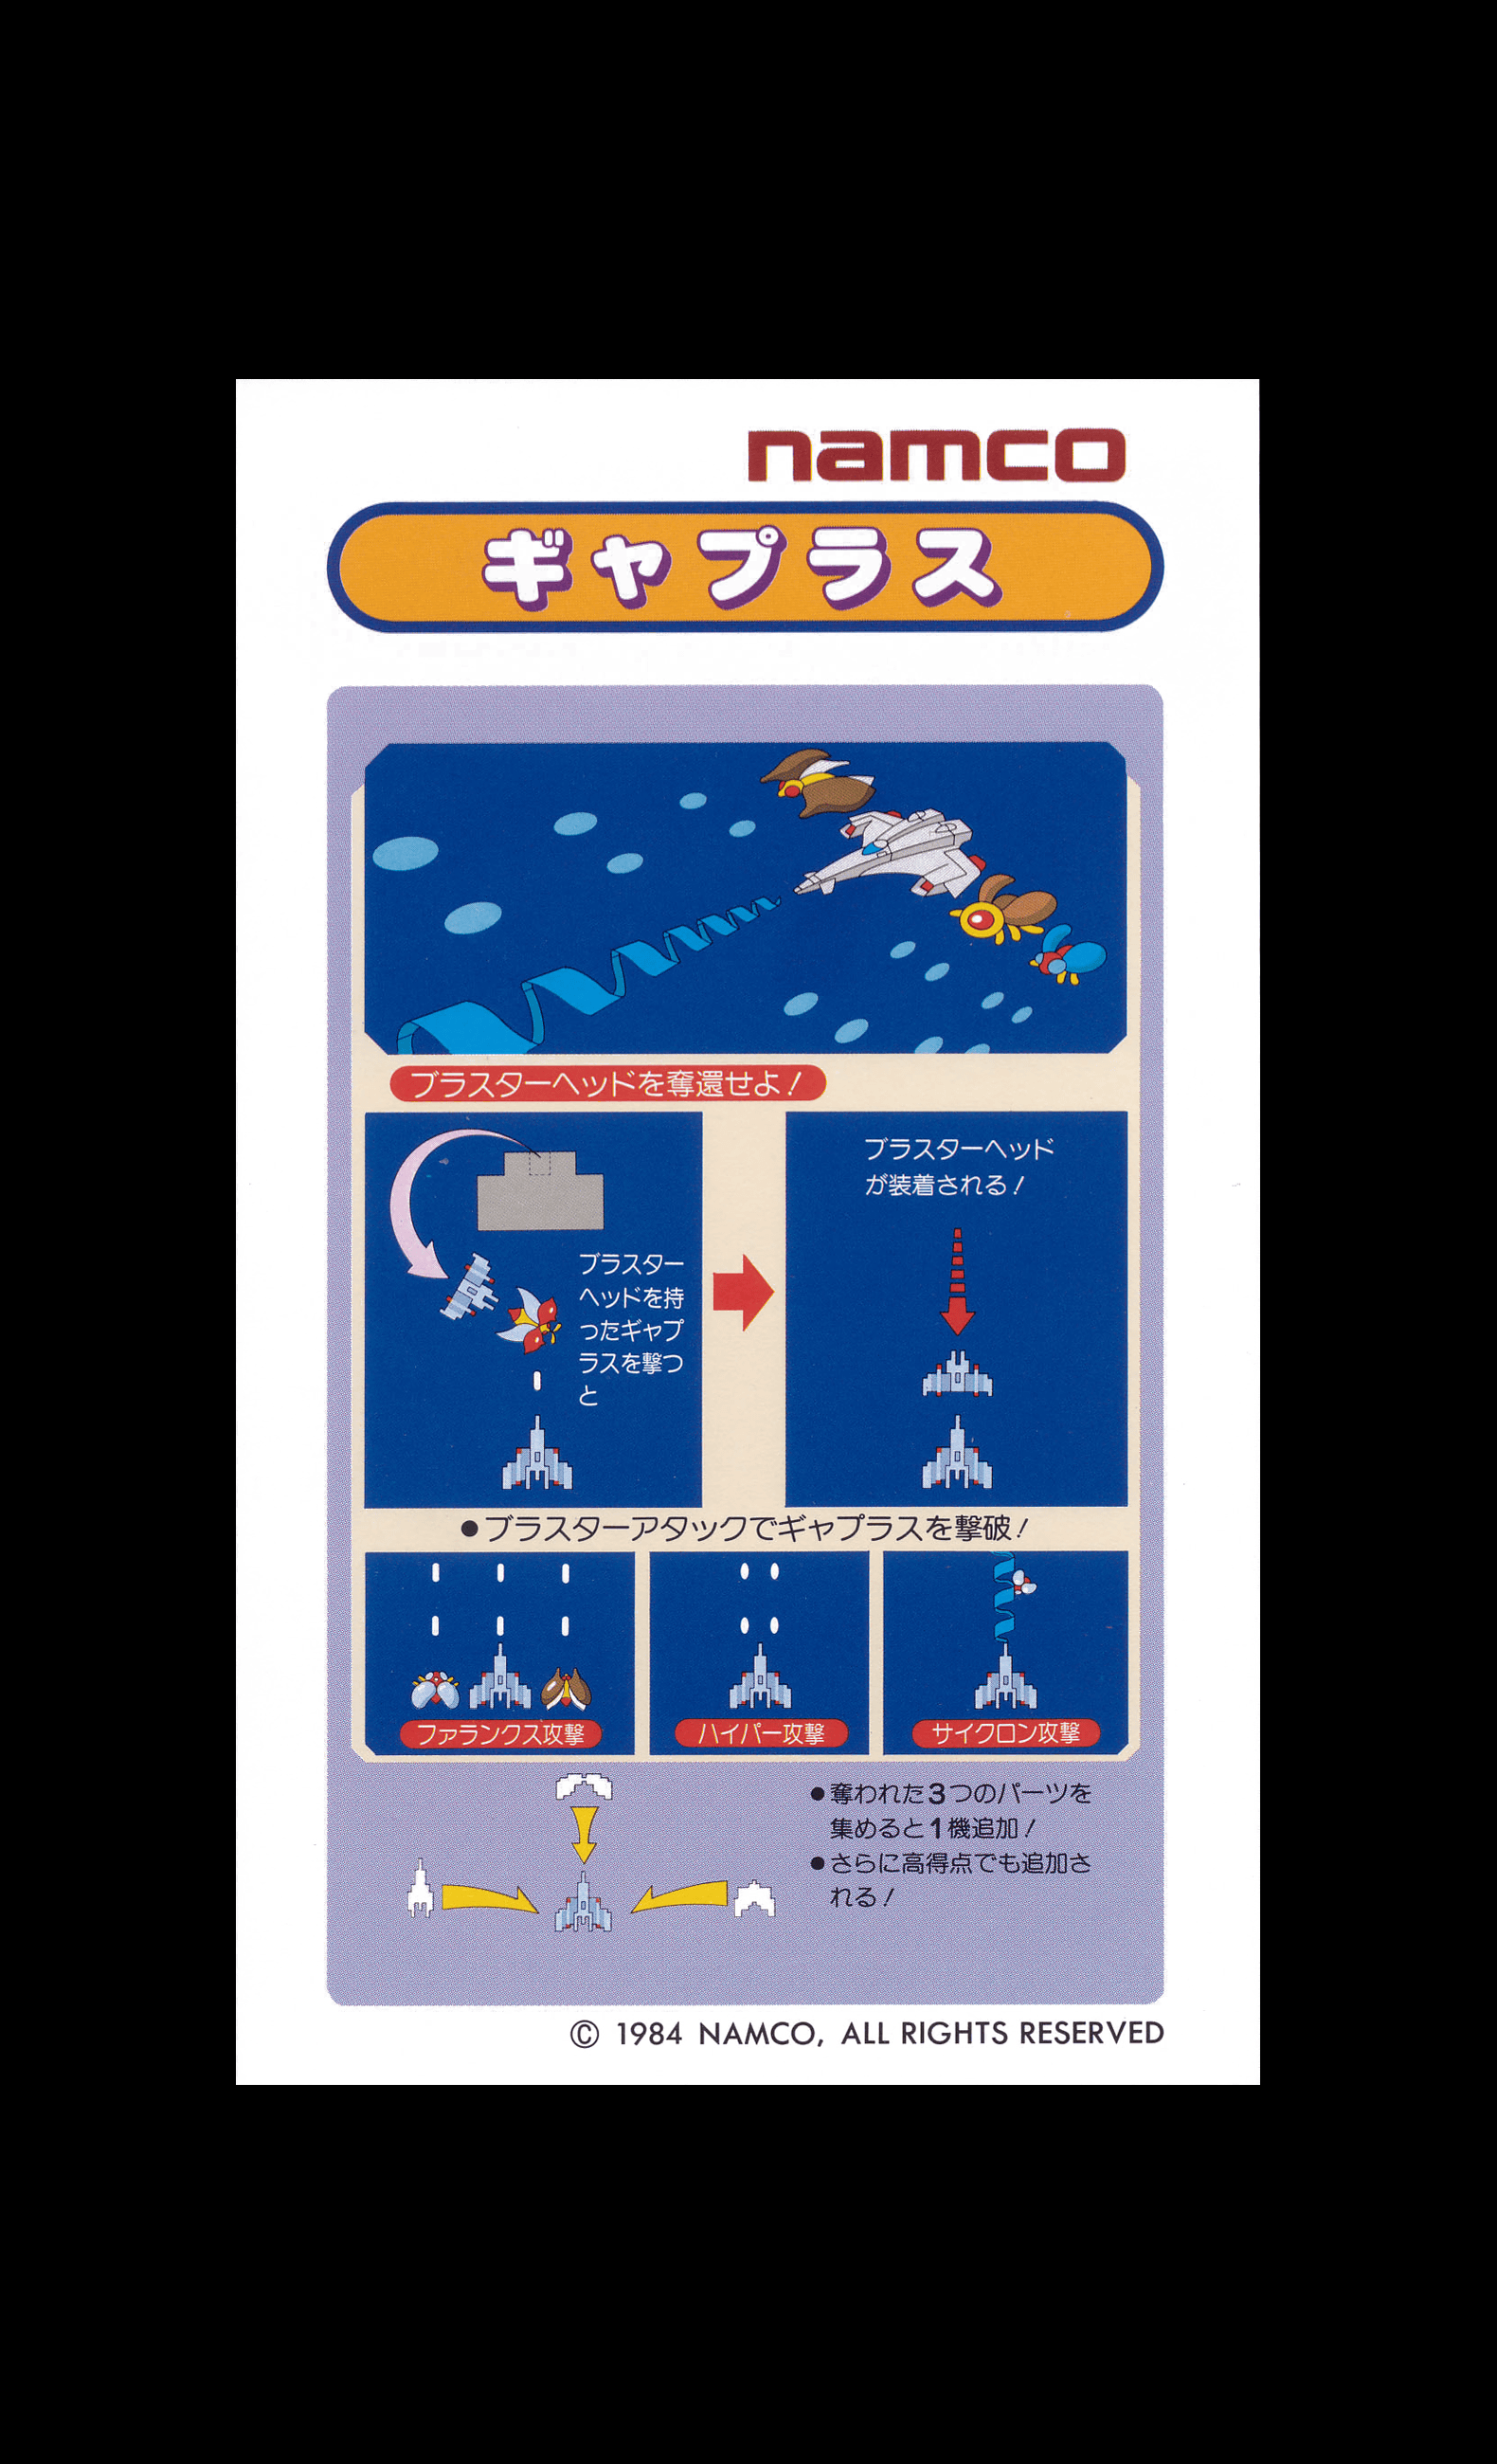 namco
ギャプラス
ブラスターヘッドを奪還せよ！
ブラスター
ヘッドを持
ったギャプ
ラスを撃つ
と
ブラスターヘッド
が装着される！
●ブラスターアタックでギャプラスを撃破！
ファランクス攻撃
ハイパー攻撃
サイクロン攻撃
●奪われた3つのパーツを
集めると1機追加！
●さらに高得点でも追加さ
れる！
© 1984 NAMCO, ALL RIGHTS RESERVED